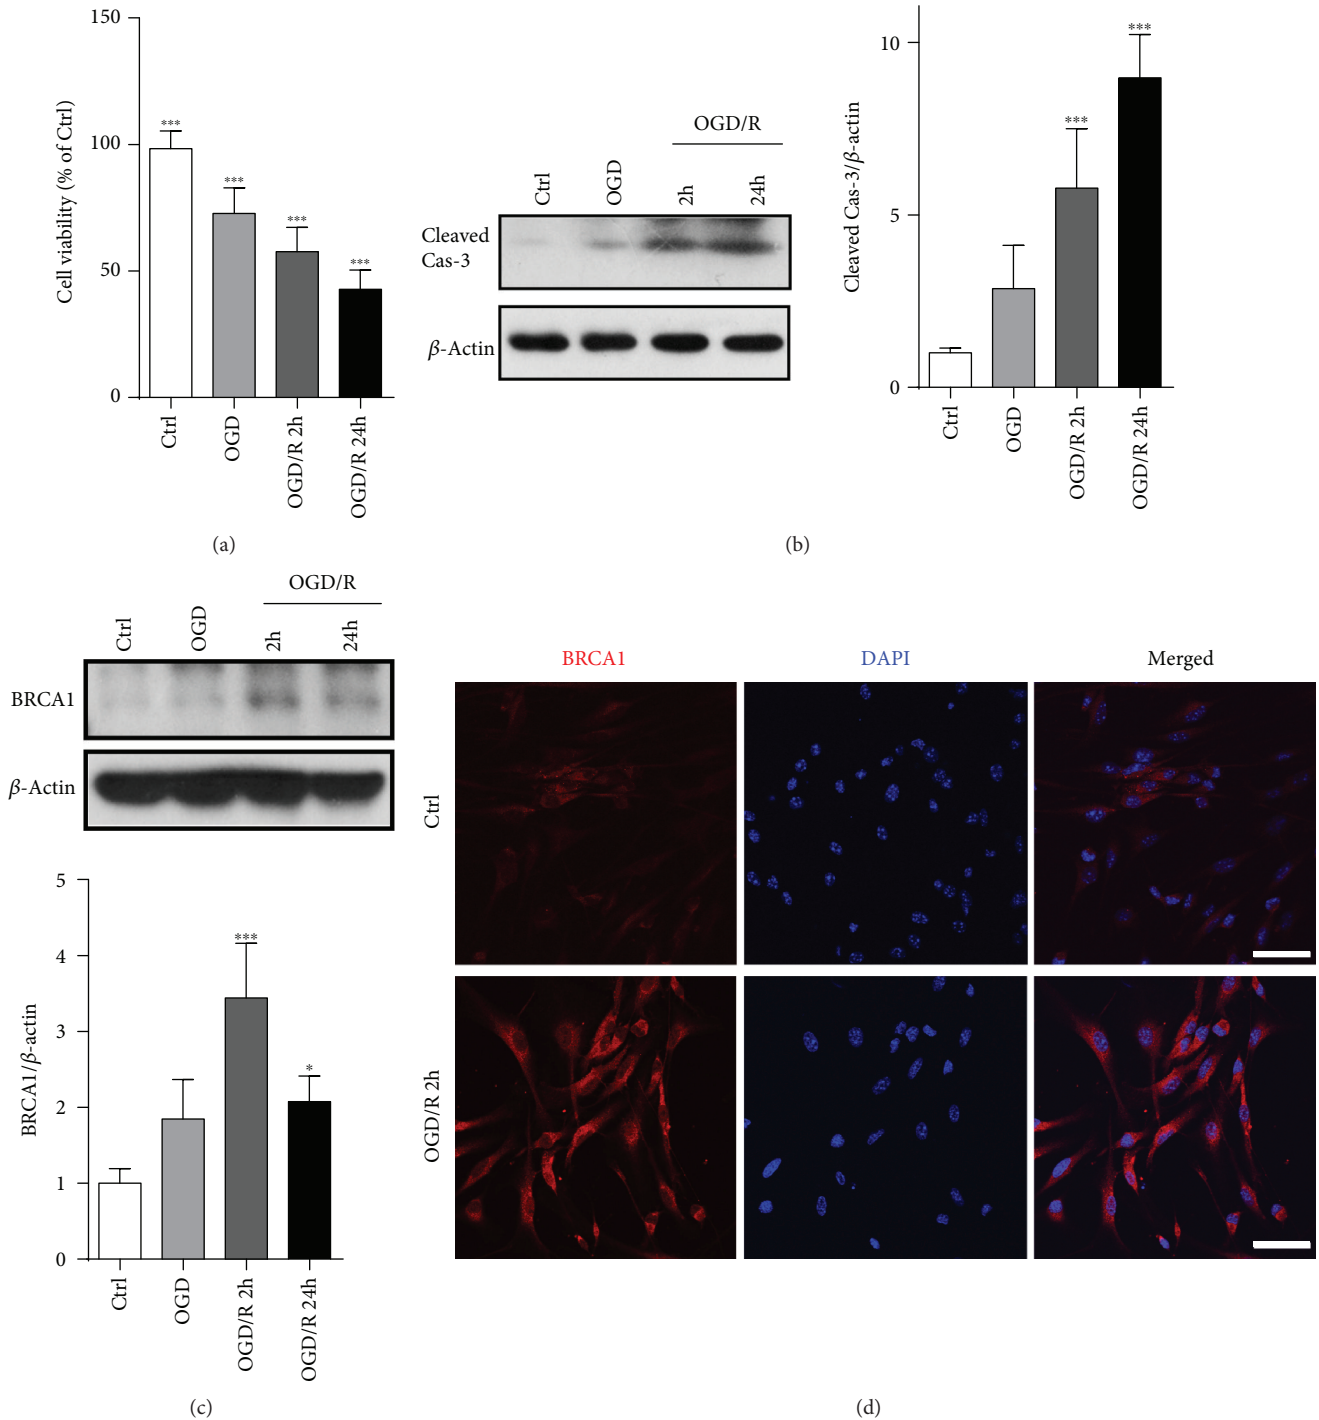 150
100
50
0
Cell viability (% of Ctrl)
***
***
***
***
Ctrl
OGD
OGD/R 2h
OGD/R 24h
(a)
OGD/R
Ctrl
OGD
2h
24h
Cleaved
Cas-3
β-Actin
10
5
0
Cleaved Cas-3/β-actin
***
***
Ctrl
OGD
OGD/R 2h
OGD/R 24h
(b)
OGD/R
Ctrl
OGD
2h
24h
BRCA1
β-Actin
5
4
3
2
1
0
BRCA1/β-actin
***
*
Ctrl
OGD
OGD/R 2h
OGD/R 24h
(c)
BRCA1
DAPI
Merged
Ctrl
OGD/R 2h
(d)